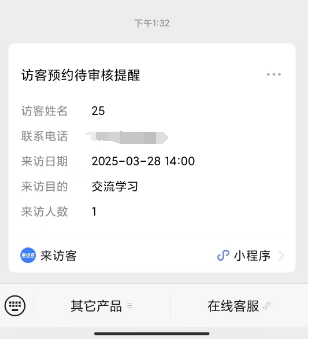 下午1:32
访客预约待审核提醒
访客姓名 25
联系电话
来访日期 2025-03-28 14:00
来访目的 交流学习
来访人数 1
来访客 小程序
其它产品 在线客服